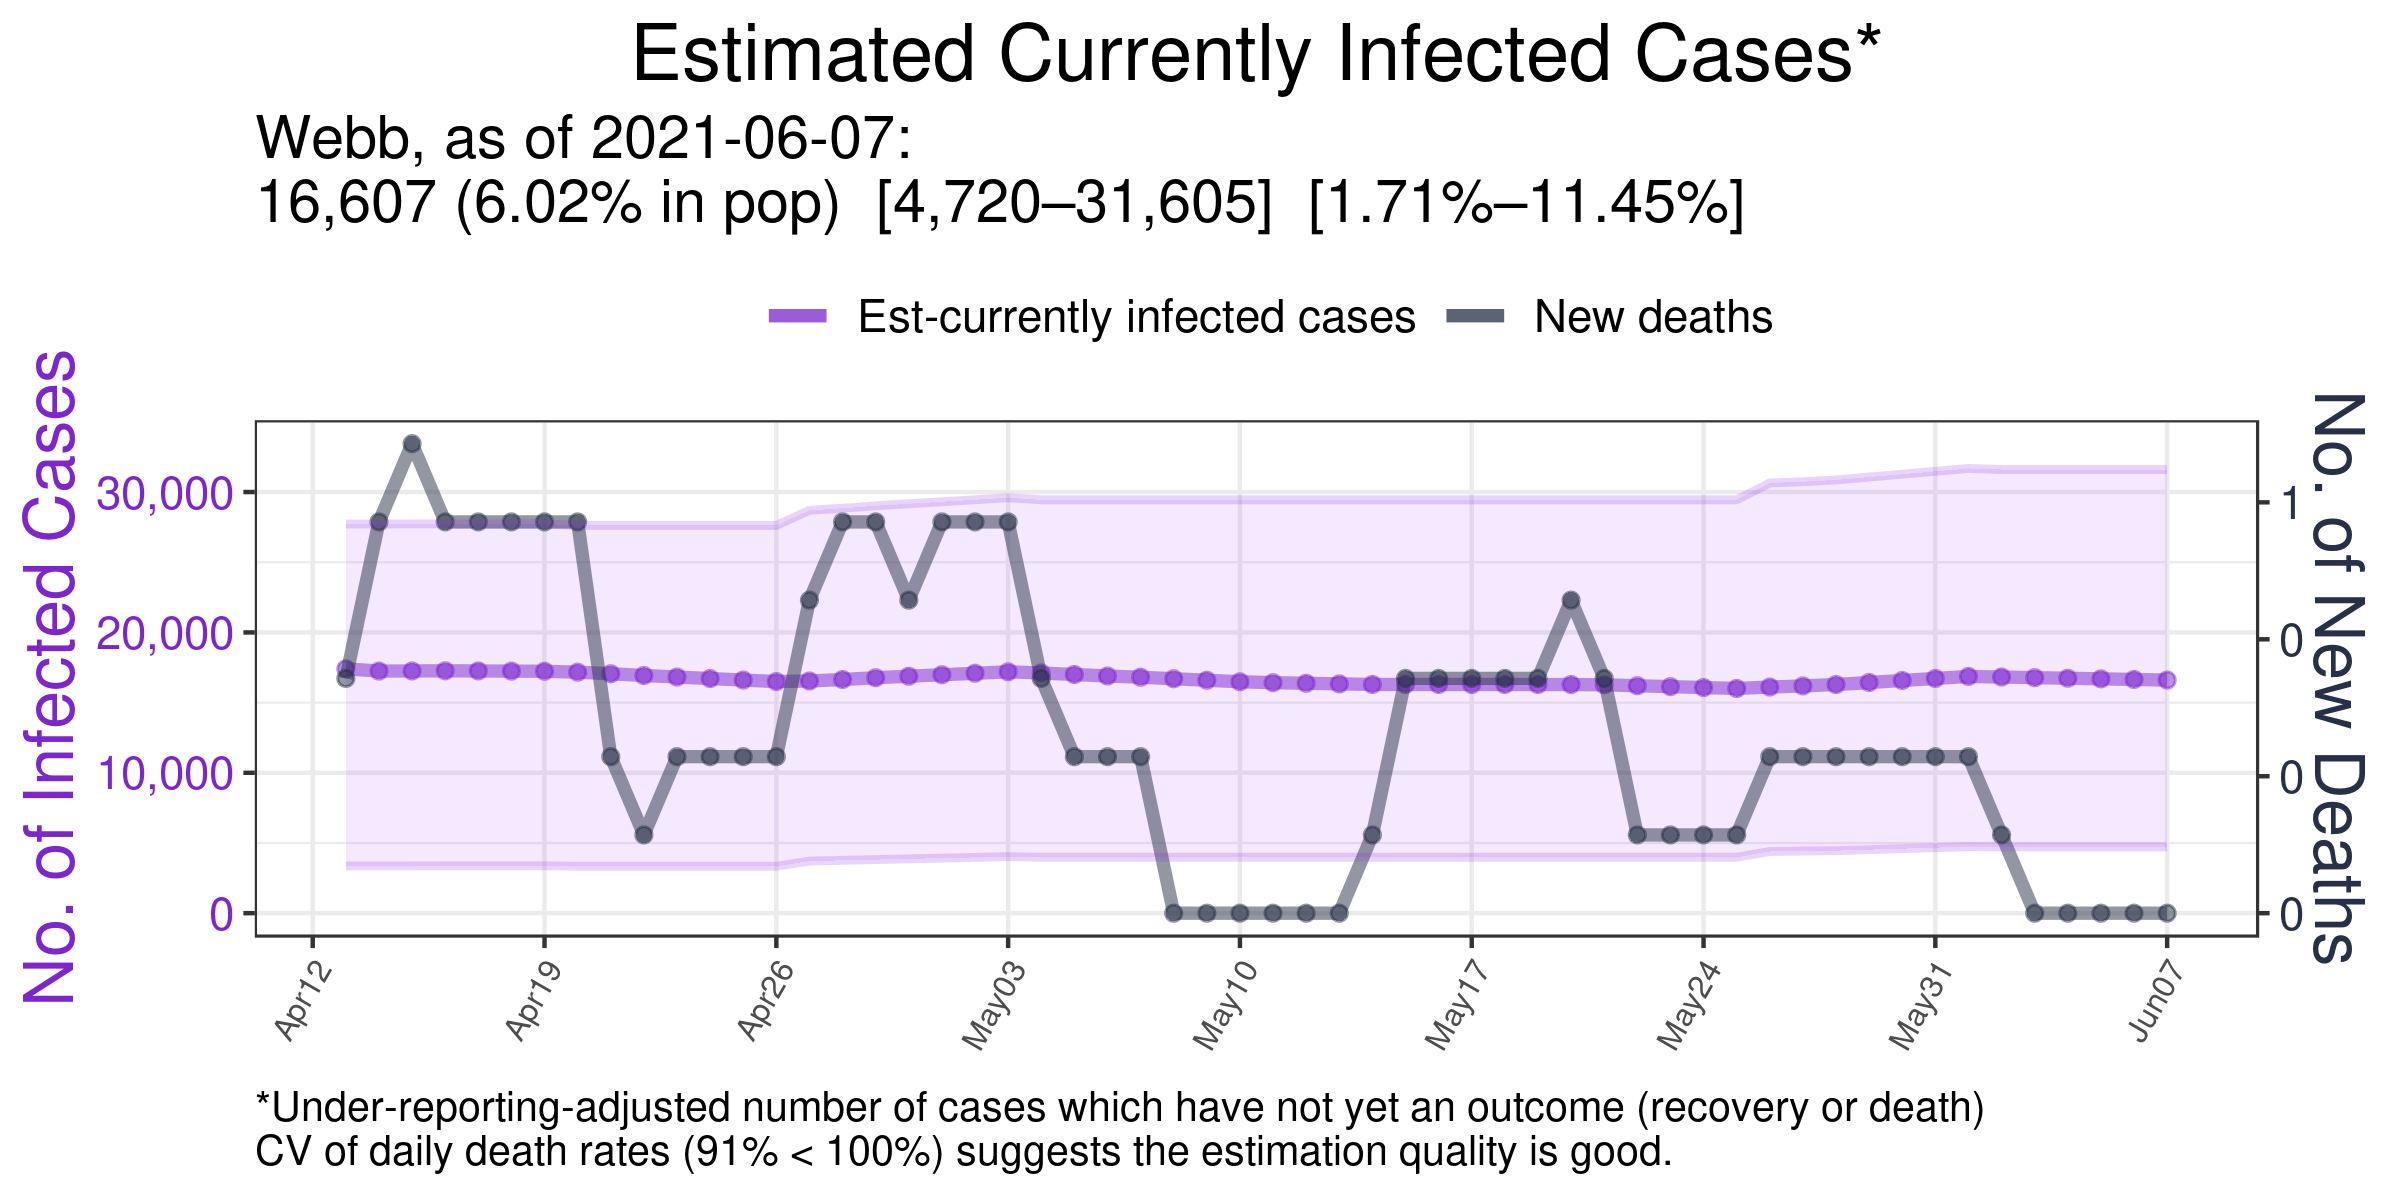 Estimated Currently Infected Cases*
Webb, as of 2021-06-07:
16,607 (6.02% in pop)  [4,720–31,605]  [1.71%–11.45%]
Est-currently infected cases
New deaths
No. of Infected Cases
30,000
20,000
10,000
0
No. of New Deaths
1
0
0
0
Apr12
Apr19
Apr26
May03
May10
May17
May24
May31
Jun07
*Under-reporting-adjusted number of cases which have not yet an outcome (recovery or death)
CV of daily death rates (91% < 100%) suggests the estimation quality is good.